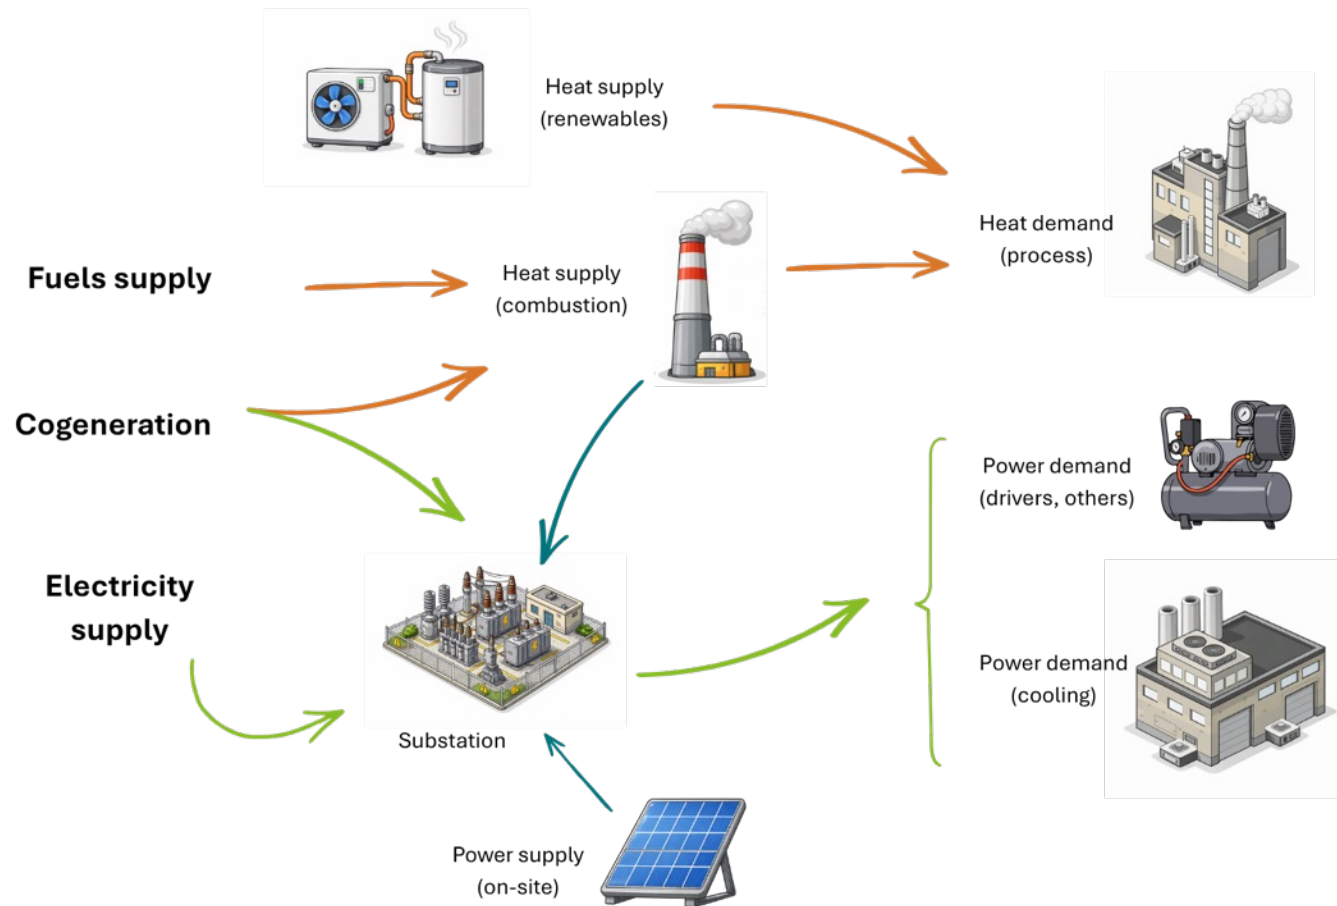 Heat supply
(renewables)
Heat demand
(process)
Fuels supply
Heat supply
(combustion)
Cogeneration
Power demand
(drivers, others)
Electricity
supply
Power demand
(cooling)
Substation
Power supply
(on-site)